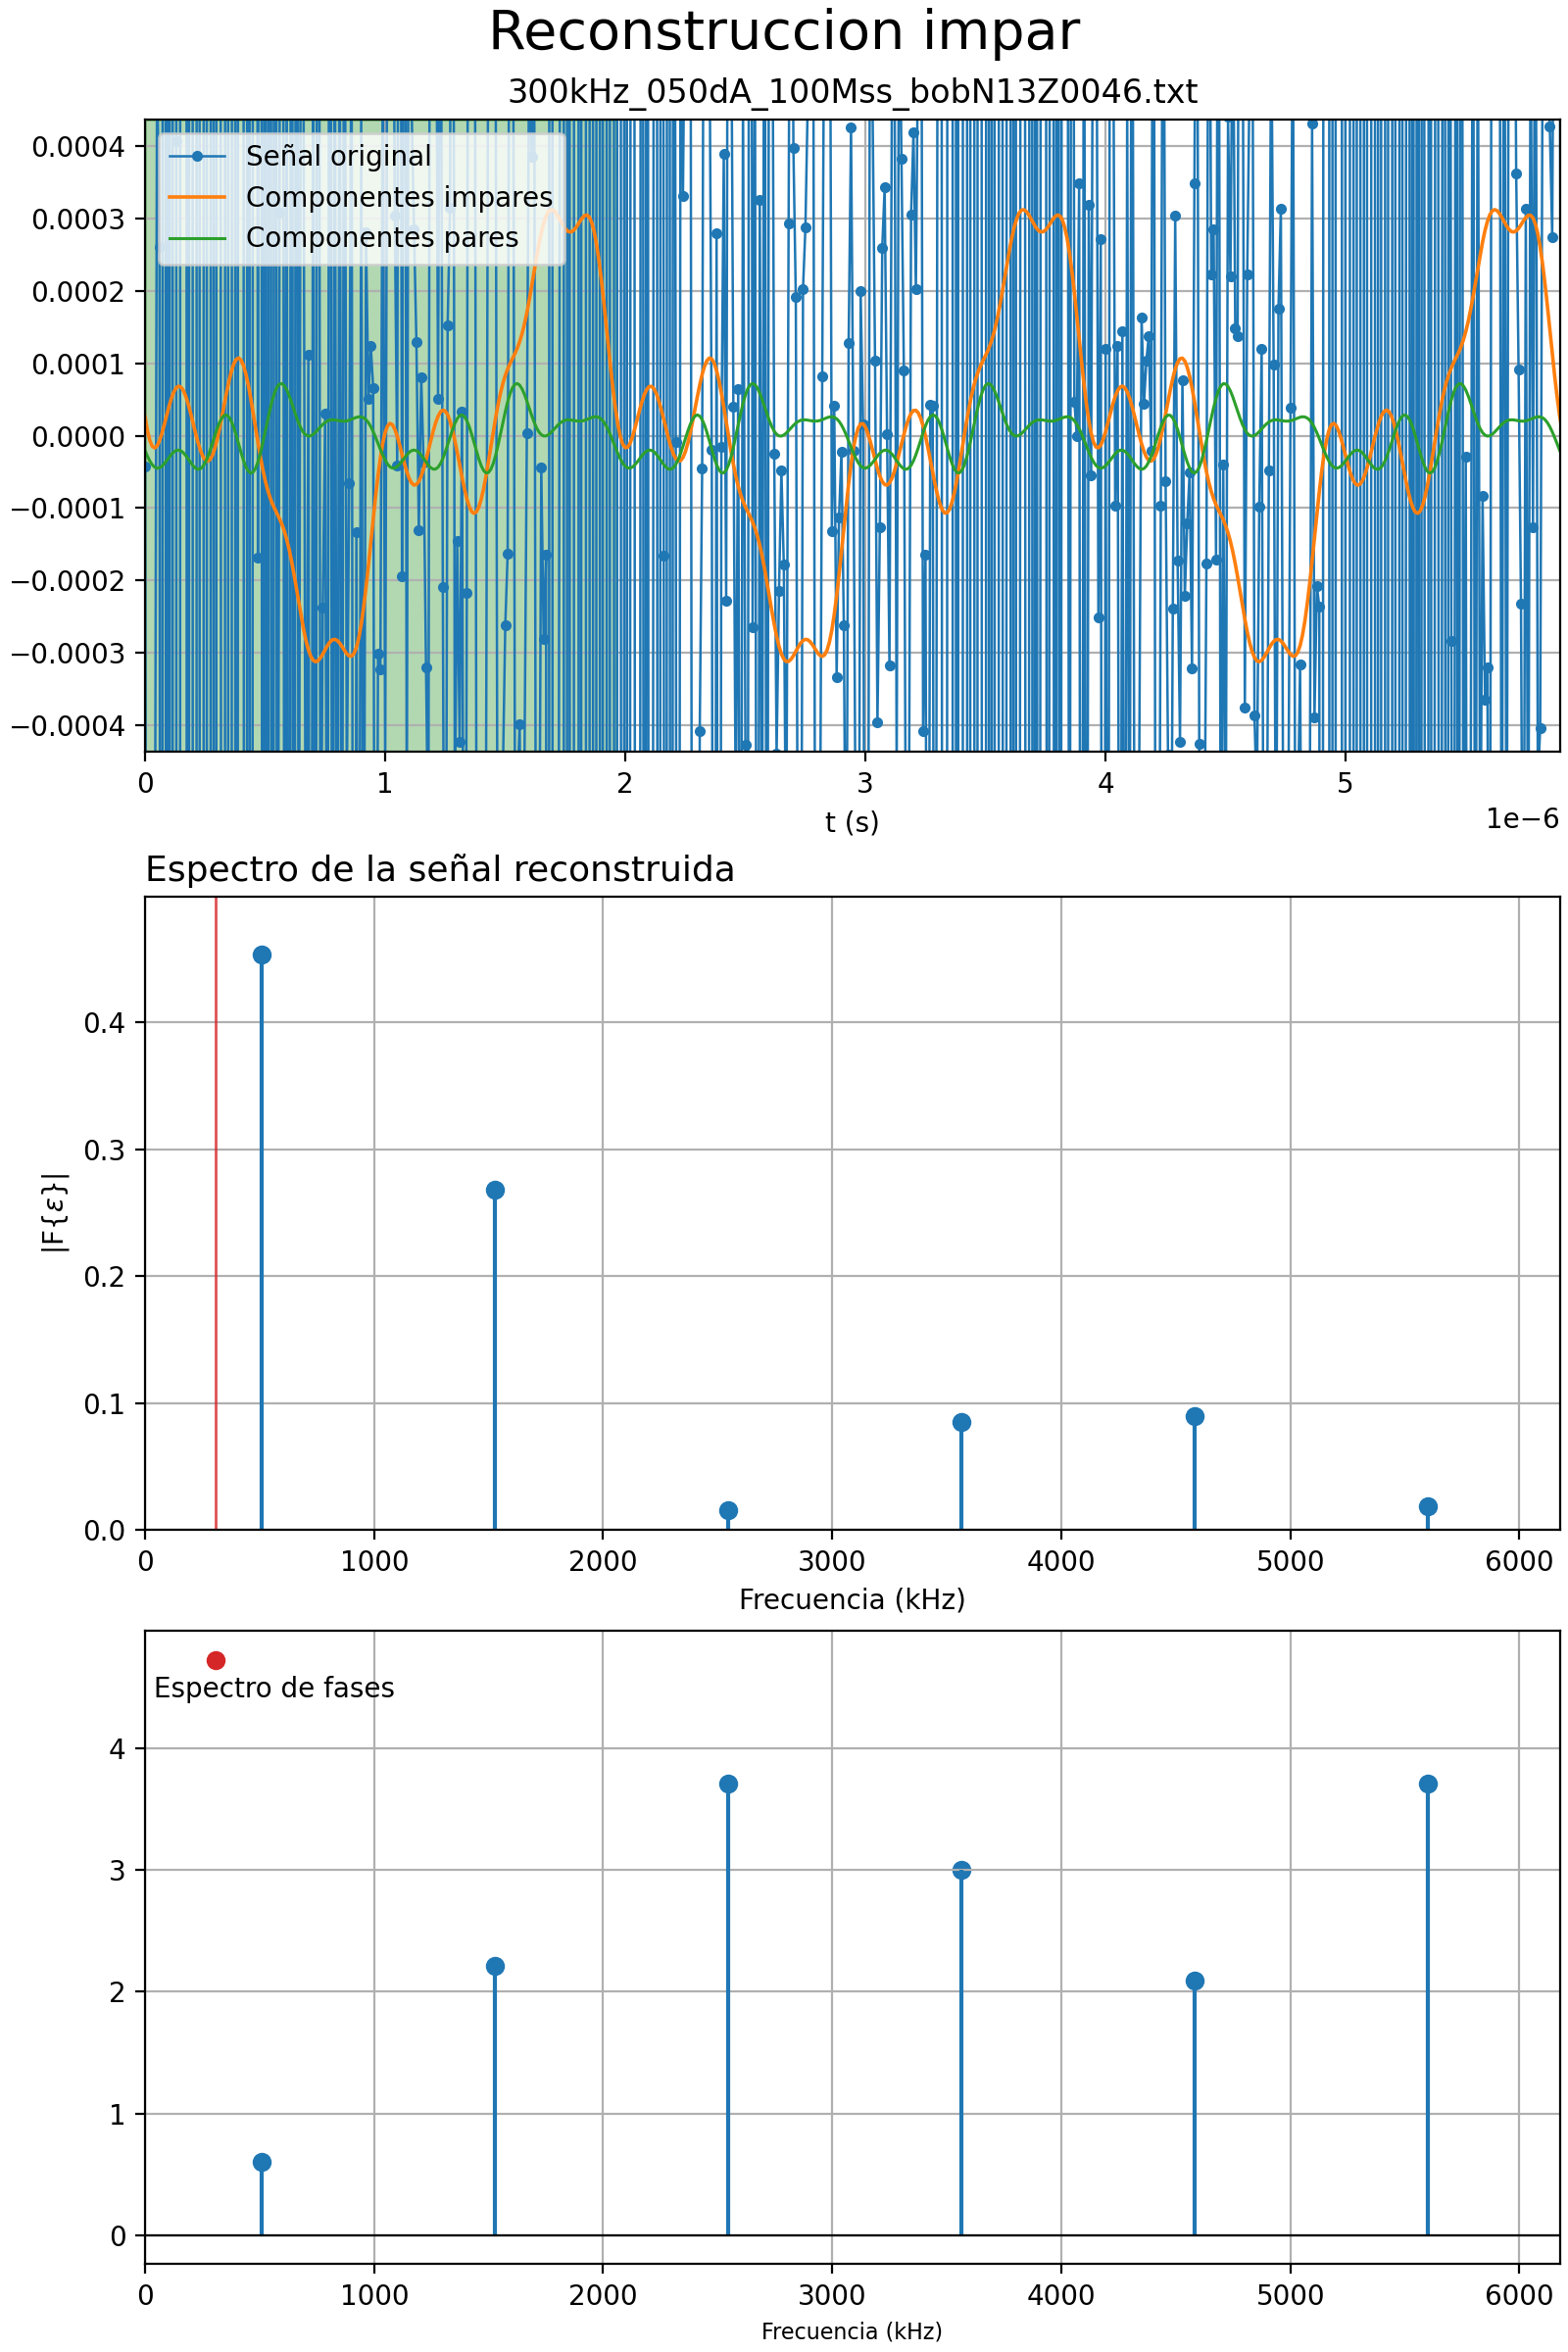 Reconstruccion impar
300kHz_050dA_100Mss_bobN13Z0046.txt
0.0004
0.0003
0.0002
0.0001
0.0000
−0.0001
−0.0002
−0.0003
−0.0004
Señal original
Componentes impares
Componentes pares
0 1 2 3 4 5
1e−6
t (s)
Espectro de la señal reconstruida
0.4
0.3
0.2
0.1
0.0
|F{ε}|
0 1000 2000 3000 4000 5000 6000
Frecuencia (kHz)
Espectro de fases
4
3
2
1
0
0 1000 2000 3000 4000 5000 6000
Frecuencia (kHz)